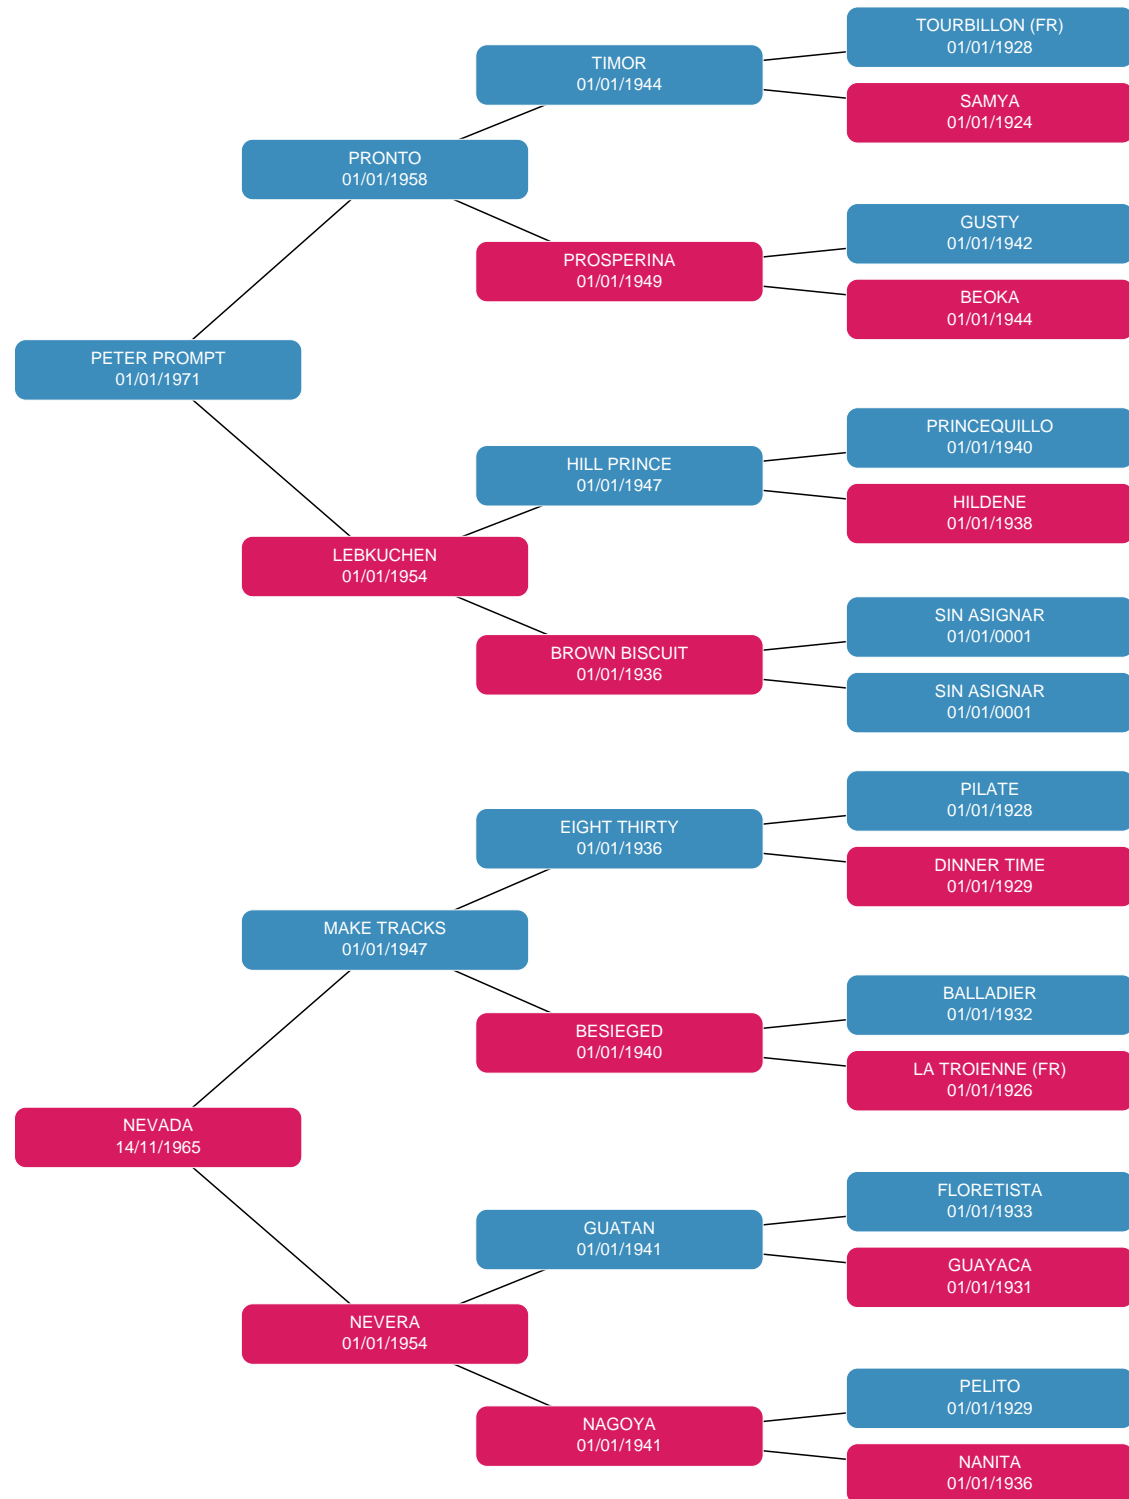 TOURBILLON (FR)
01/01/1928
TIMOR
01/01/1944
SAMYA
01/01/1924
PRONTO
01/01/1958
GUSTY
01/01/1942
PROSPERINA
01/01/1949
BEOKA
01/01/1944
PETER PROMPT
01/01/1971
PRINCEQUILLO
01/01/1940
HILL PRINCE
01/01/1947
HILDENE
01/01/1938
LEBKUCHEN
01/01/1954
SIN ASIGNAR
01/01/0001
BROWN BISCUIT
01/01/1936
SIN ASIGNAR
01/01/0001
PILATE
01/01/1928
EIGHT THIRTY
01/01/1936
DINNER TIME
01/01/1929
MAKE TRACKS
01/01/1947
BALLADIER
01/01/1932
BESIEGED
01/01/1940
LA TROIENNE (FR)
01/01/1926
NEVADA
14/11/1965
FLORETISTA
01/01/1933
GUATAN
01/01/1941
GUAYACA
01/01/1931
NEVERA
01/01/1954
PELITO
01/01/1929
NAGOYA
01/01/1941
NANITA
01/01/1936